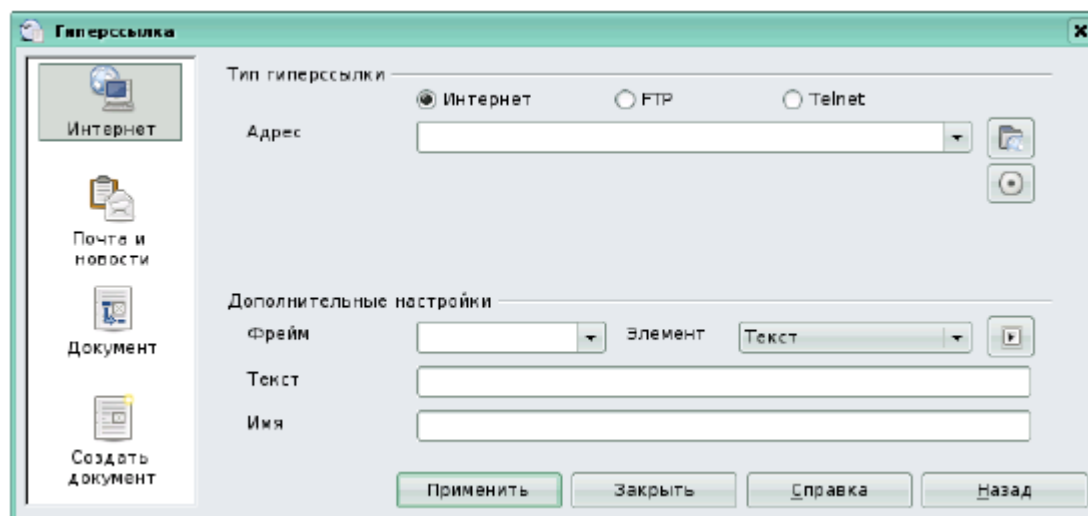 Гиперссылка
Интернет
Почта и
новости
Документ
Создать
документ
Тип гиперссылки
Интернет FTP Telnet
Адрес
Дополнительные настройки
Фрейм Элемент Текст
Текст
Имя
Применить Закрыть Справка Назад